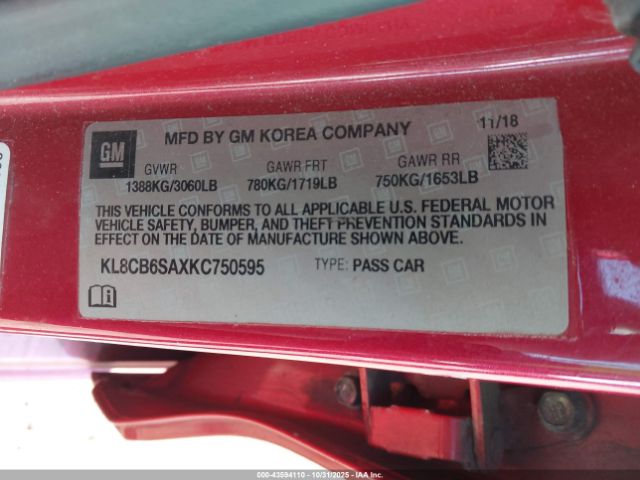 GM
MFD BY GM KOREA COMPANY
11/18
GVWR
GAWR FRT
GAWR RR
1388KG/3060LB
780KG/1719LB
750KG/1653LB
THIS VEHICLE CONFORMS TO ALL APPLICABLE U.S. FEDERAL MOTOR
VEHICLE SAFETY, BUMPER, AND THEFT PREVENTION STANDARDS IN
EFFECT ON THE DATE OF MANUFACTURE SHOWN ABOVE.
KL8CB6SAXKC750595
TYPE: PASS CAR
000-43594110 - 10/31/2025 - IAAI.COM